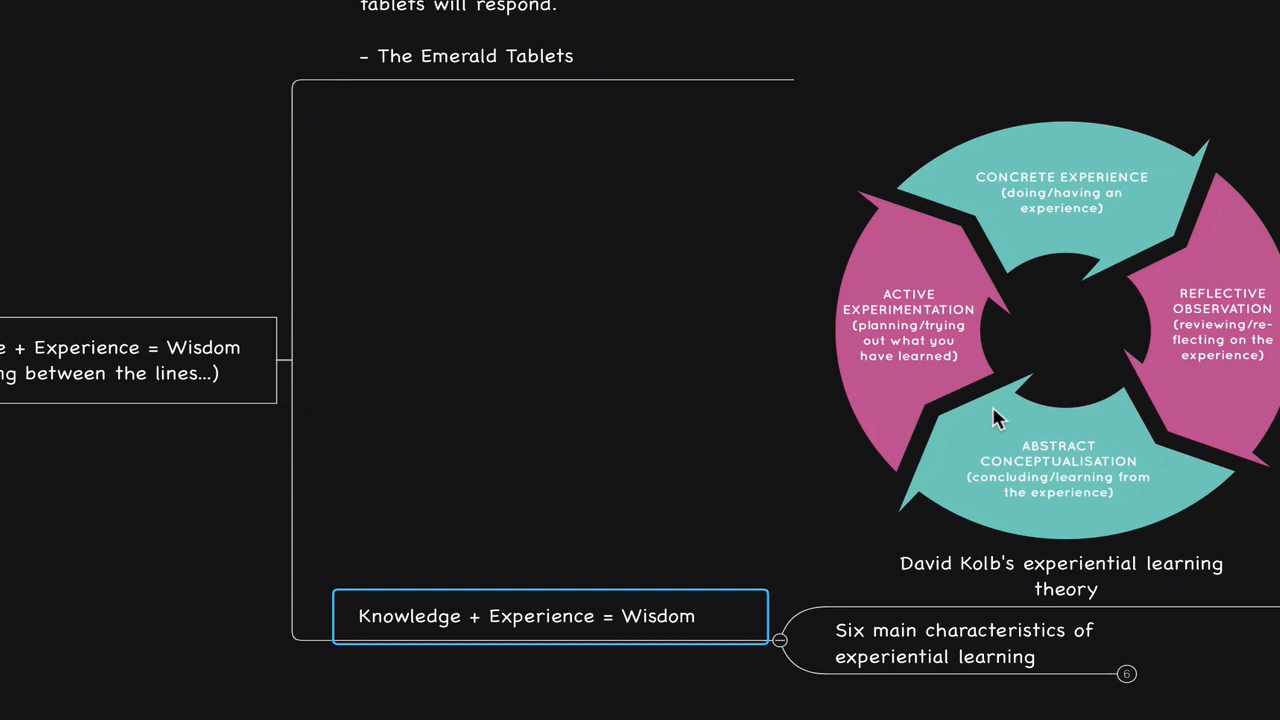 tablets will respond.
– The Emerald Tablets
CONCRETE EXPERIENCE
(doing/having an
experience)
ACTIVE
EXPERIMENTATION
(planning/trying
out what you
have learned)
REFLECTIVE
OBSERVATION
(reviewing/re-
flecting on the
experience)
+ Experience = Wisdom
between the lines...)
ABSTRACT
CONCEPTUALISATION
(concluding/learning from
the experience)
David Kolb's experiential learning
theory
Knowledge + Experience = Wisdom
Six main characteristics of
experiential learning
6